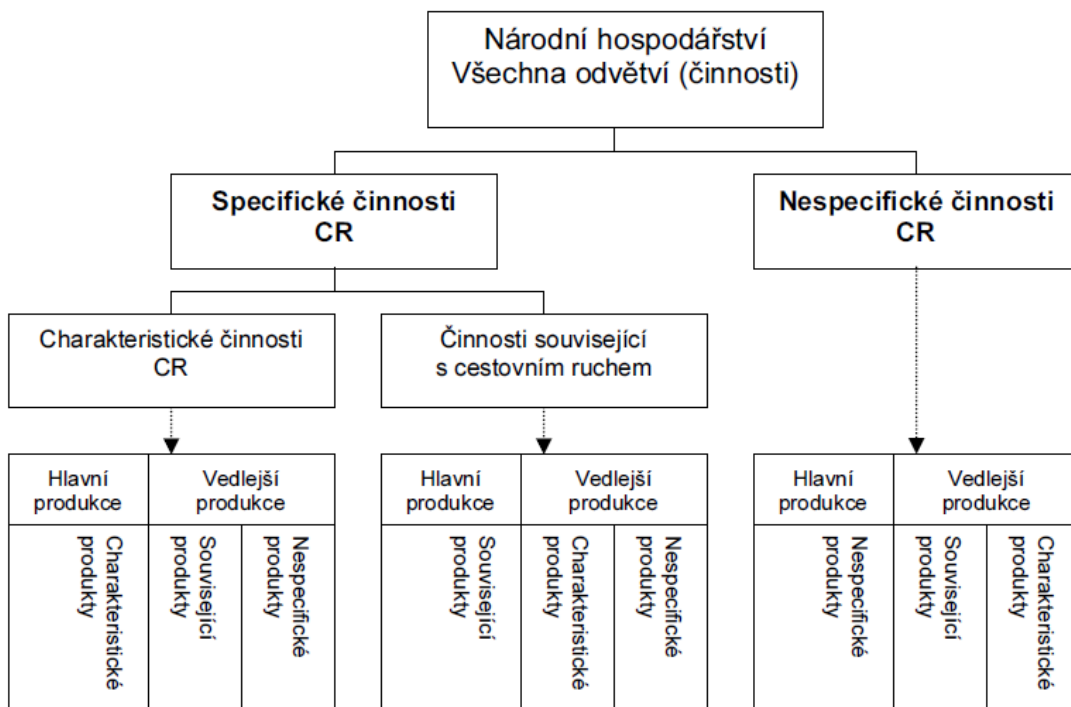 Národní hospodářství
Všechna odvětví (činnosti)
Specifické činnosti
CR
Nespecifické činnosti
CR
Charakteristické činnosti
CR
Činnosti související
s cestovním ruchem
Hlavní
produkce
Vedlejší
produkce
Hlavní
produkce
Vedlejší
produkce
Hlavní
produkce
Vedlejší
produkce
Charakteristické
produkty
Související
produkty
Nespecifické
produkty
Související
produkty
Charakteristické
produkty
Nespecifické
produkty
Nespecifické
produkty
Související
produkty
Charakteristické
produkty